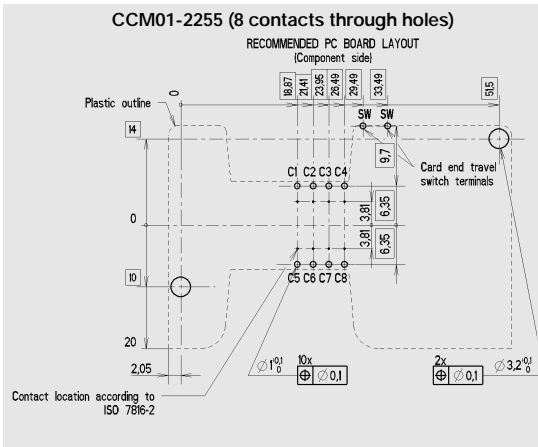 CCM01-2255 (8 contacts through holes)
RECOMMENDED PC BOARD LAYOUT
(Component side)
0
18,87
21,41
23,95
26,49
29,49
33,49
51,5
Plastic outline
SW SW
14
9,7
Card end travel
switch terminals
C1 C2 C3 C4
3,81
6,35
0
3,81
6,35
C5 C6 C7 C8
10
20
2,05
Ø1 +0,1 0
10x
⌖ Ø 0,1
2x
⌖ Ø 0,1
Ø3,2 +0,1 0
Contact location according to
ISO 7816-2